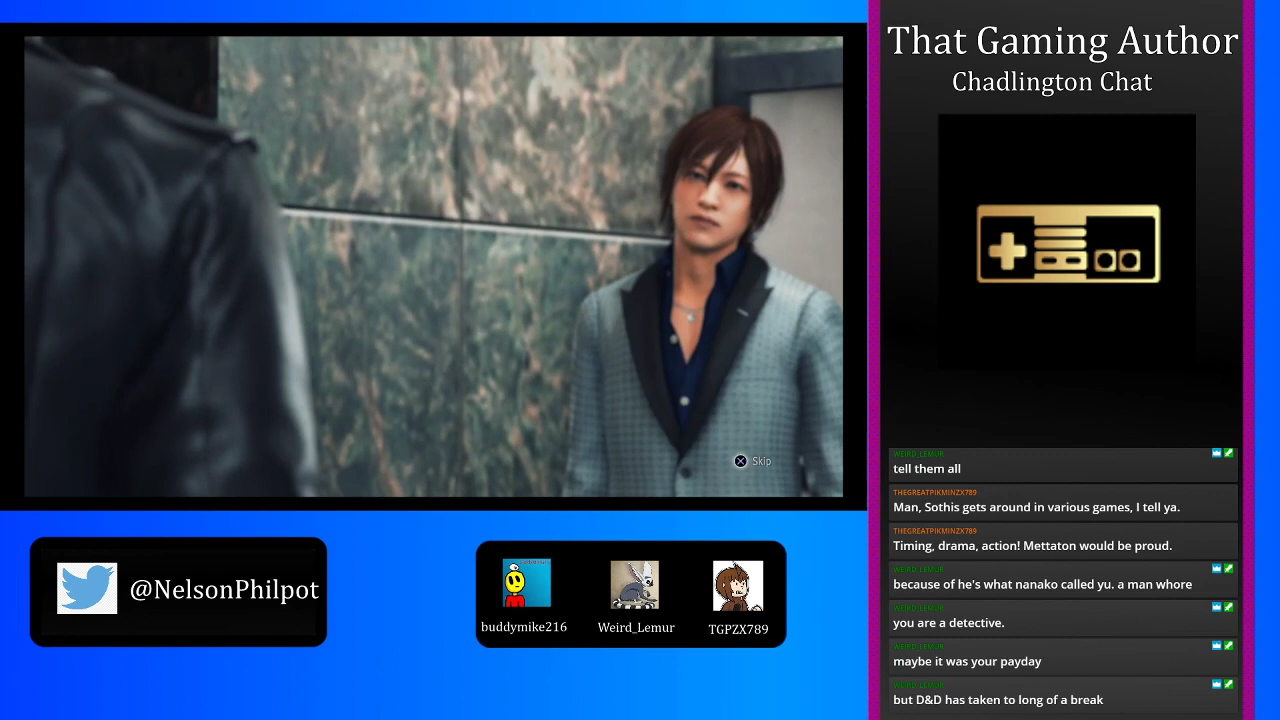 That Gaming Author
Chadlington Chat
Skip
WEIRD_LEMUR
tell them all
THEGREATPIKMINZX789
Man, Sothis gets around in various games, I tell ya.
THEGREATPIKMINZX789
Timing, drama, action! Mettaton would be proud.
WEIRD_LEMUR
because of he's what nanako called yu. a man whore
WEIRD_LEMUR
you are a detective.
WEIRD_LEMUR
maybe it was your payday
WEIRD_LEMUR
but D&D has taken to long of a break
@NelsonPhilpot
buddymike216
Weird_Lemur
TGPZX789